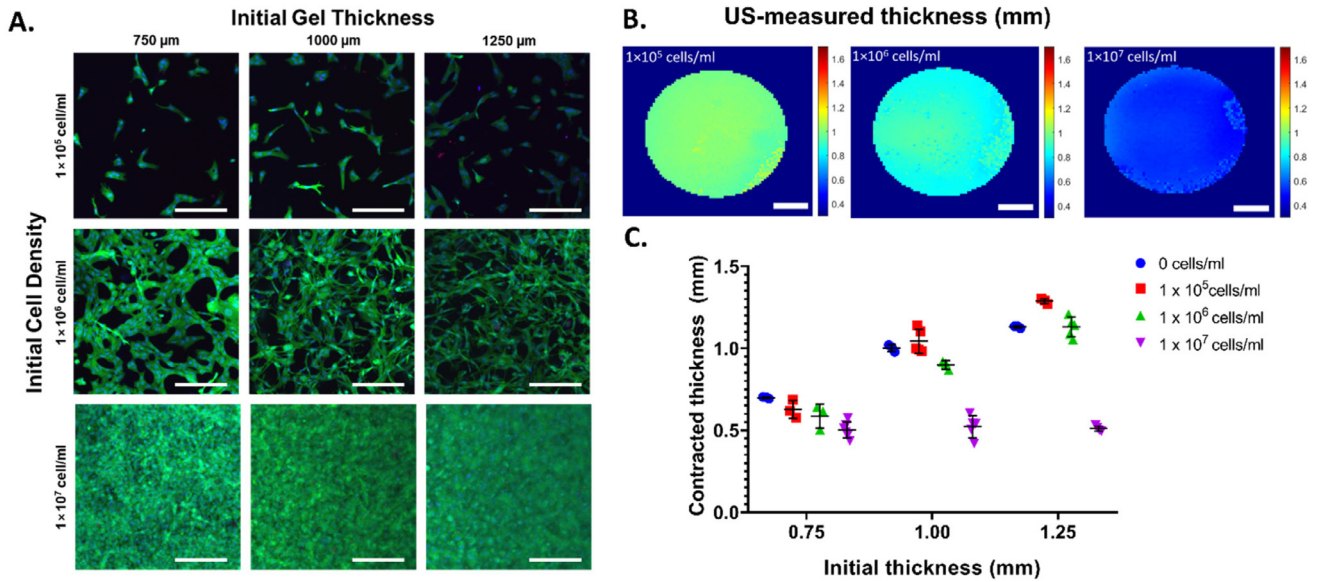 A.
Initial Gel Thickness
750 µm
1000 µm
1250 µm
Initial Cell Density
1×10⁵ cell/ml
1×10⁶ cell/ml
1×10⁷ cell/ml
B.
US-measured thickness (mm)
1×10⁵ cells/ml
1.6
1.4
1.2
1
0.8
0.6
0.4
1×10⁶ cells/ml
1.6
1.4
1.2
1
0.8
0.6
0.4
1×10⁷ cells/ml
1.6
1.4
1.2
1
0.8
0.6
0.4
C.
Contracted thickness (mm)
1.5
1.0
0.5
0.0
0.75
1.00
1.25
Initial thickness (mm)
0 cells/ml
1 x 10⁵cells/ml
1 x 10⁶ cells/ml
1 x 10⁷ cells/ml